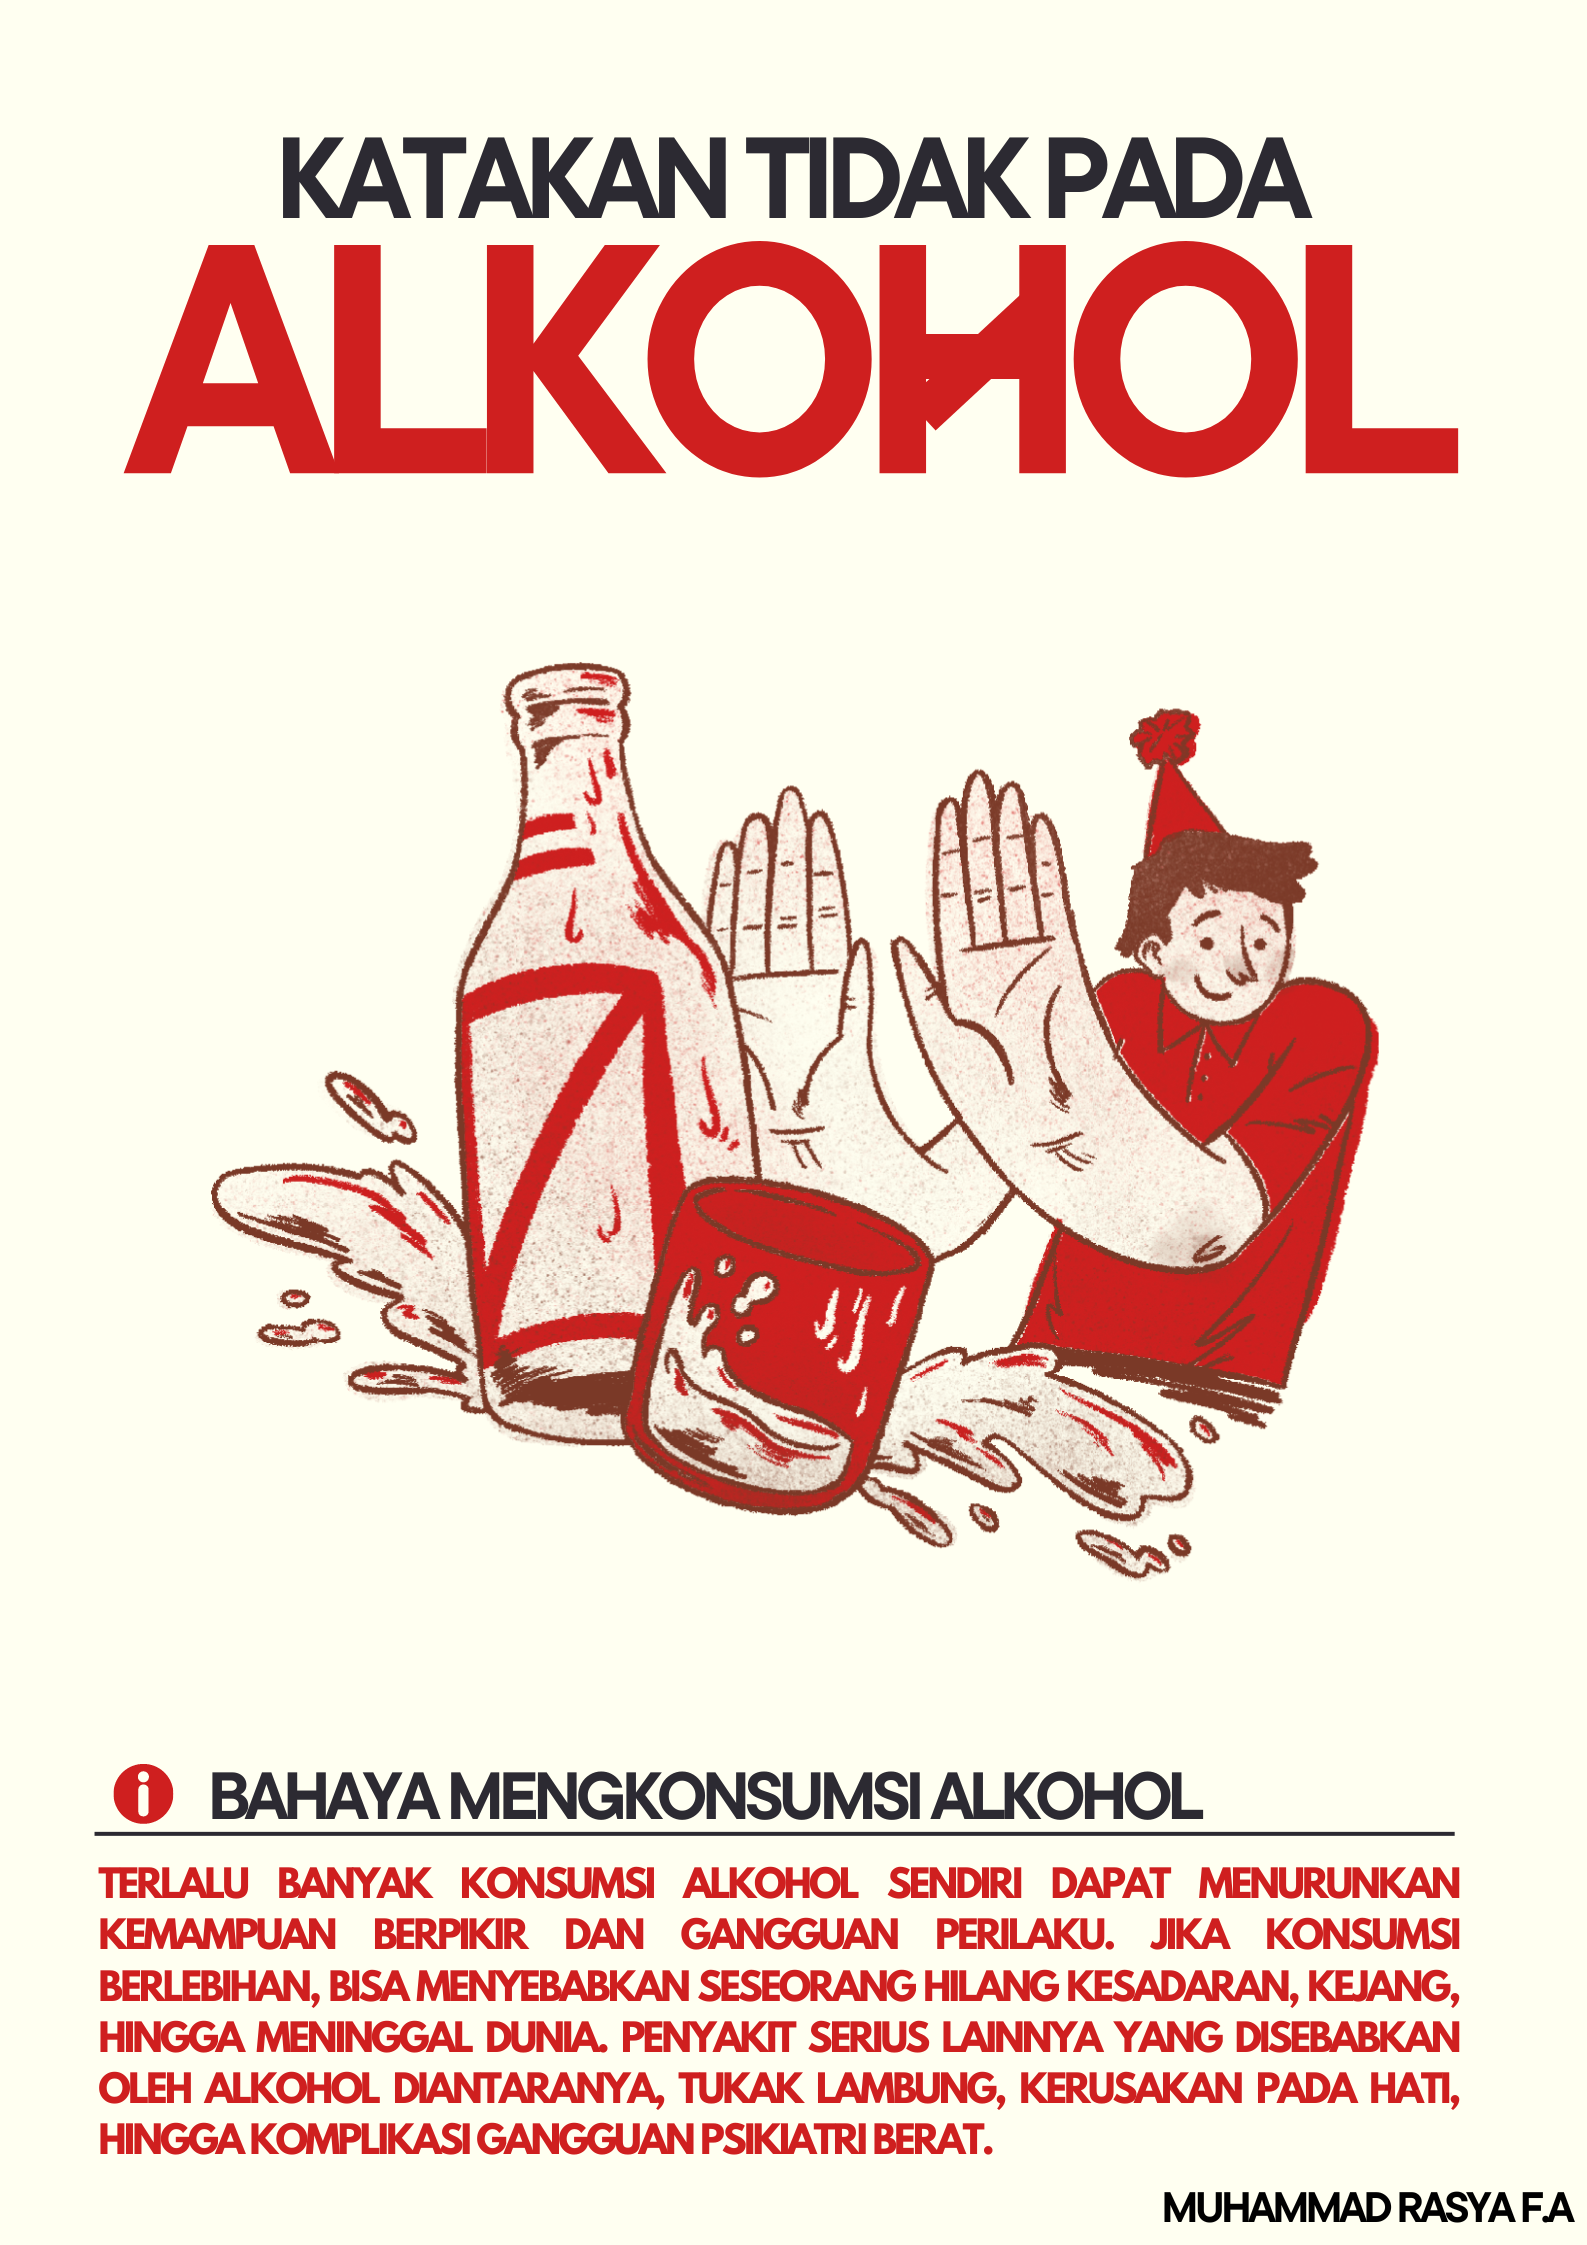 KATAKAN TIDAK PADA
ALKOHOL
BAHAYA MENGKONSUMSI ALKOHOL
TERLALU BANYAK KONSUMSI ALKOHOL SENDIRI DAPAT MENURUNKAN
KEMAMPUAN BERPIKIR DAN GANGGUAN PERILAKU. JIKA KONSUMSI
BERLEBIHAN, BISA MENYEBABKAN SESEORANG HILANG KESADARAN, KEJANG,
HINGGA MENINGGAL DUNIA. PENYAKIT SERIUS LAINNYA YANG DISEBABKAN
OLEH ALKOHOL DIANTARANYA, TUKAK LAMBUNG, KERUSAKAN PADA HATI,
HINGGA KOMPLIKASI GANGGUAN PSIKIATRI BERAT.
MUHAMMAD RASYA F.A